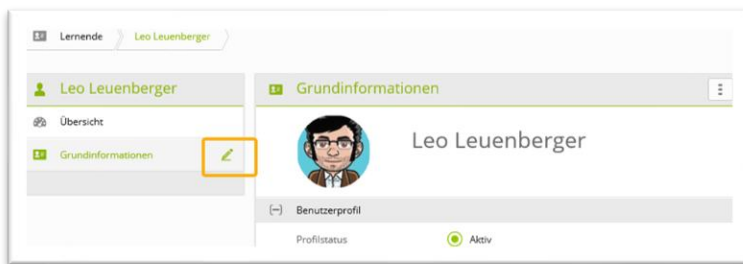 Lernende Leo Leuenberger
Leo Leuenberger
Übersicht
Grundinformationen
Grundinformationen
Leo Leuenberger
Benutzerprofil
Profilstatus Aktiv